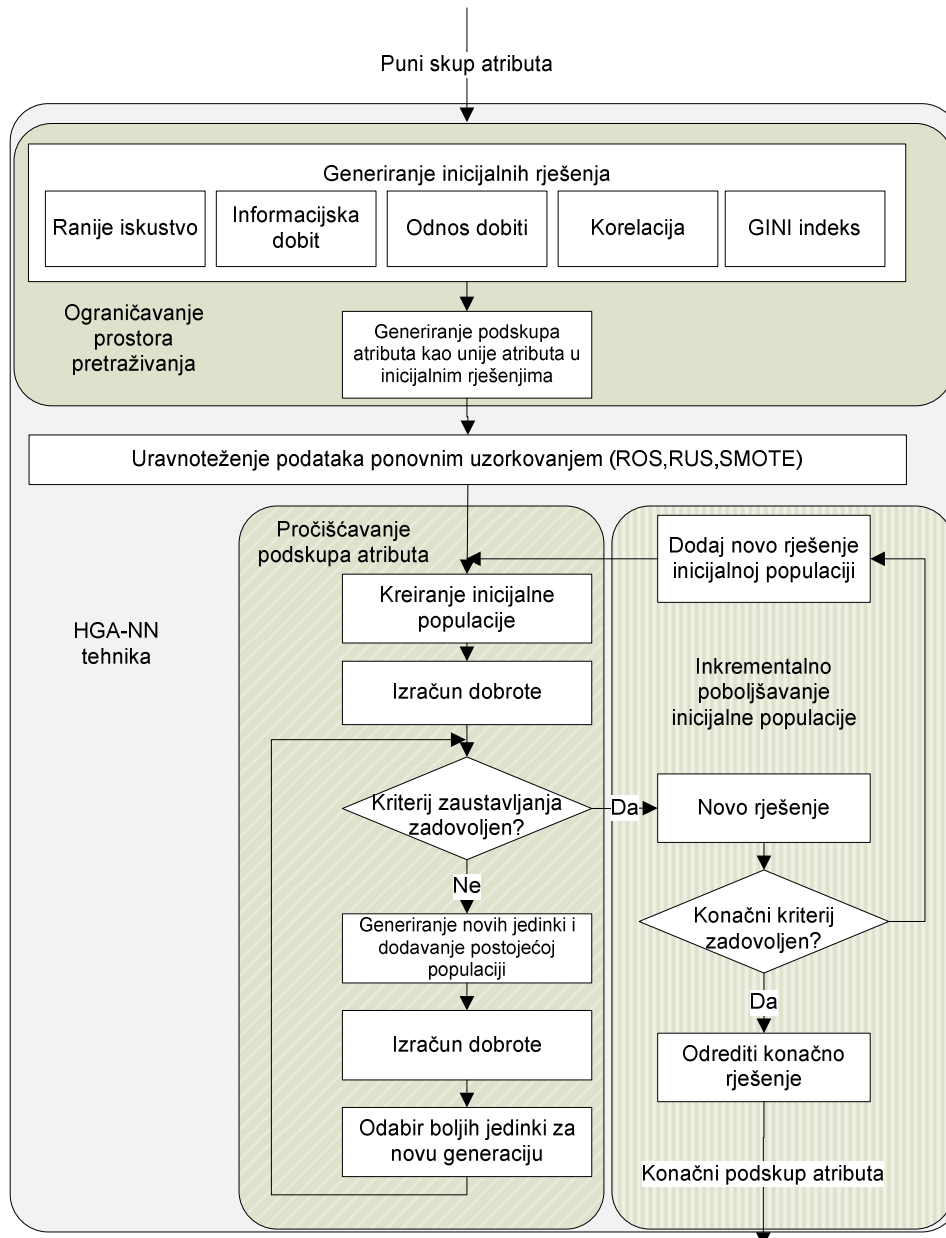 Puni skup atributa
Generiranje inicijalnih rješenja
Ranije iskustvo
Informacijska
dobit
Odnos dobiti
Korelacija
GINI indeks
Ograničavanje
prostora
pretraživanja
Generiranje podskupa
atributa kao unije atributa u
inicijalnim rješenjima
Uravnoteženje podataka ponovnim uzorkovanjem (ROS,RUS,SMOTE)
Pročišćavanje
podskupa atributa
Dodaj novo rješenje
inicijalnoj populaciji
Kreiranje inicijalne
populacije
HGA-NN
tehnika
Izračun dobrote
Inkrementalno
poboljšavanje
inicijalne populacije
Kriterij zaustavljanja
zadovoljen?
Da
Novo rješenje
Ne
Konačni kriterij
zadovoljen?
Generiranje novih jedinki i
dodavanje postojećoj
populaciji
Da
Izračun dobrote
Odrediti konačno
rješenje
Odabir boljih jedinki za
novu generaciju
Konačni podskup atributa